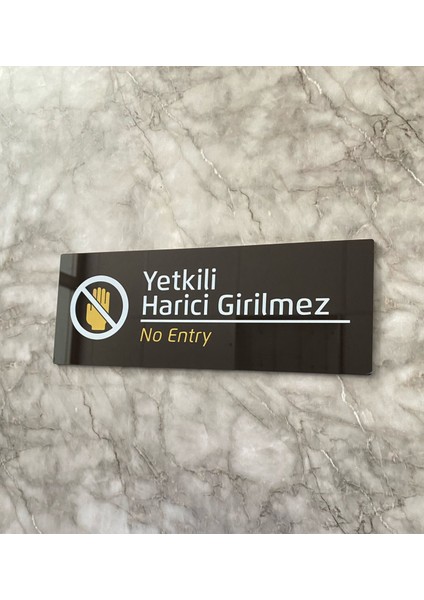 Yetkili
Harici Girilmez
No Entry